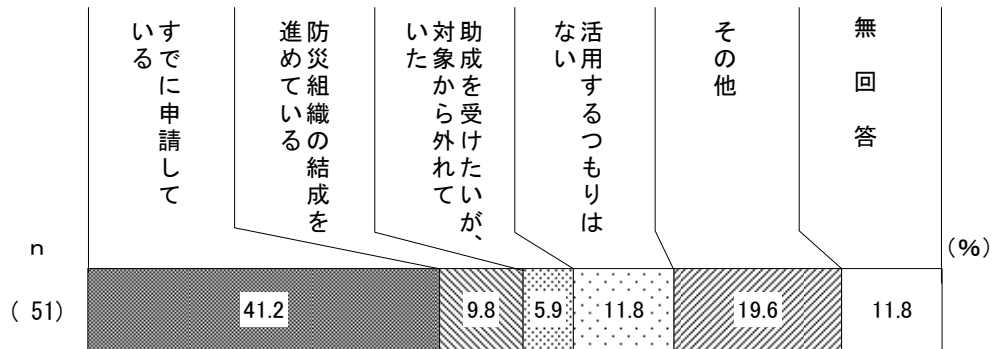 すでに申請して
いる
防災組織の結成を
進めている
助成を受けたいが、
対象から外れて
いた
活用するつもりは
ない
その他
無回答
n
(%)
( 51)
41.2
9.8
5.9
11.8
19.6
11.8